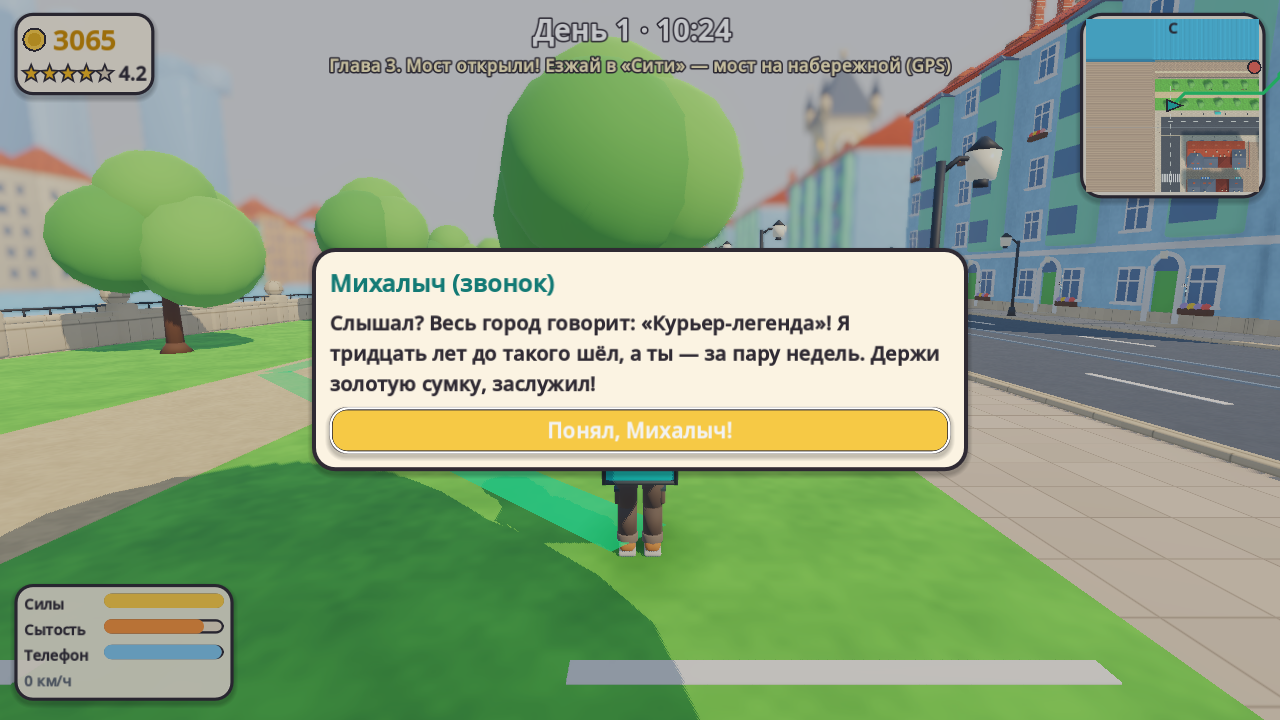 3065
День 1 · 10:24
4.2
Глава 3. Мост открыли! Езжай в «Сити» — мост на набережной (GPS)
С
Михалыч (звонок)
Слышал? Весь город говорит: «Курьер-легенда»! Я
тридцать лет до такого шёл, а ты — за пару недель. Держи
золотую сумку, заслужил!
Понял, Михалыч!
Силы
Сытость
Телефон
0 км/ч